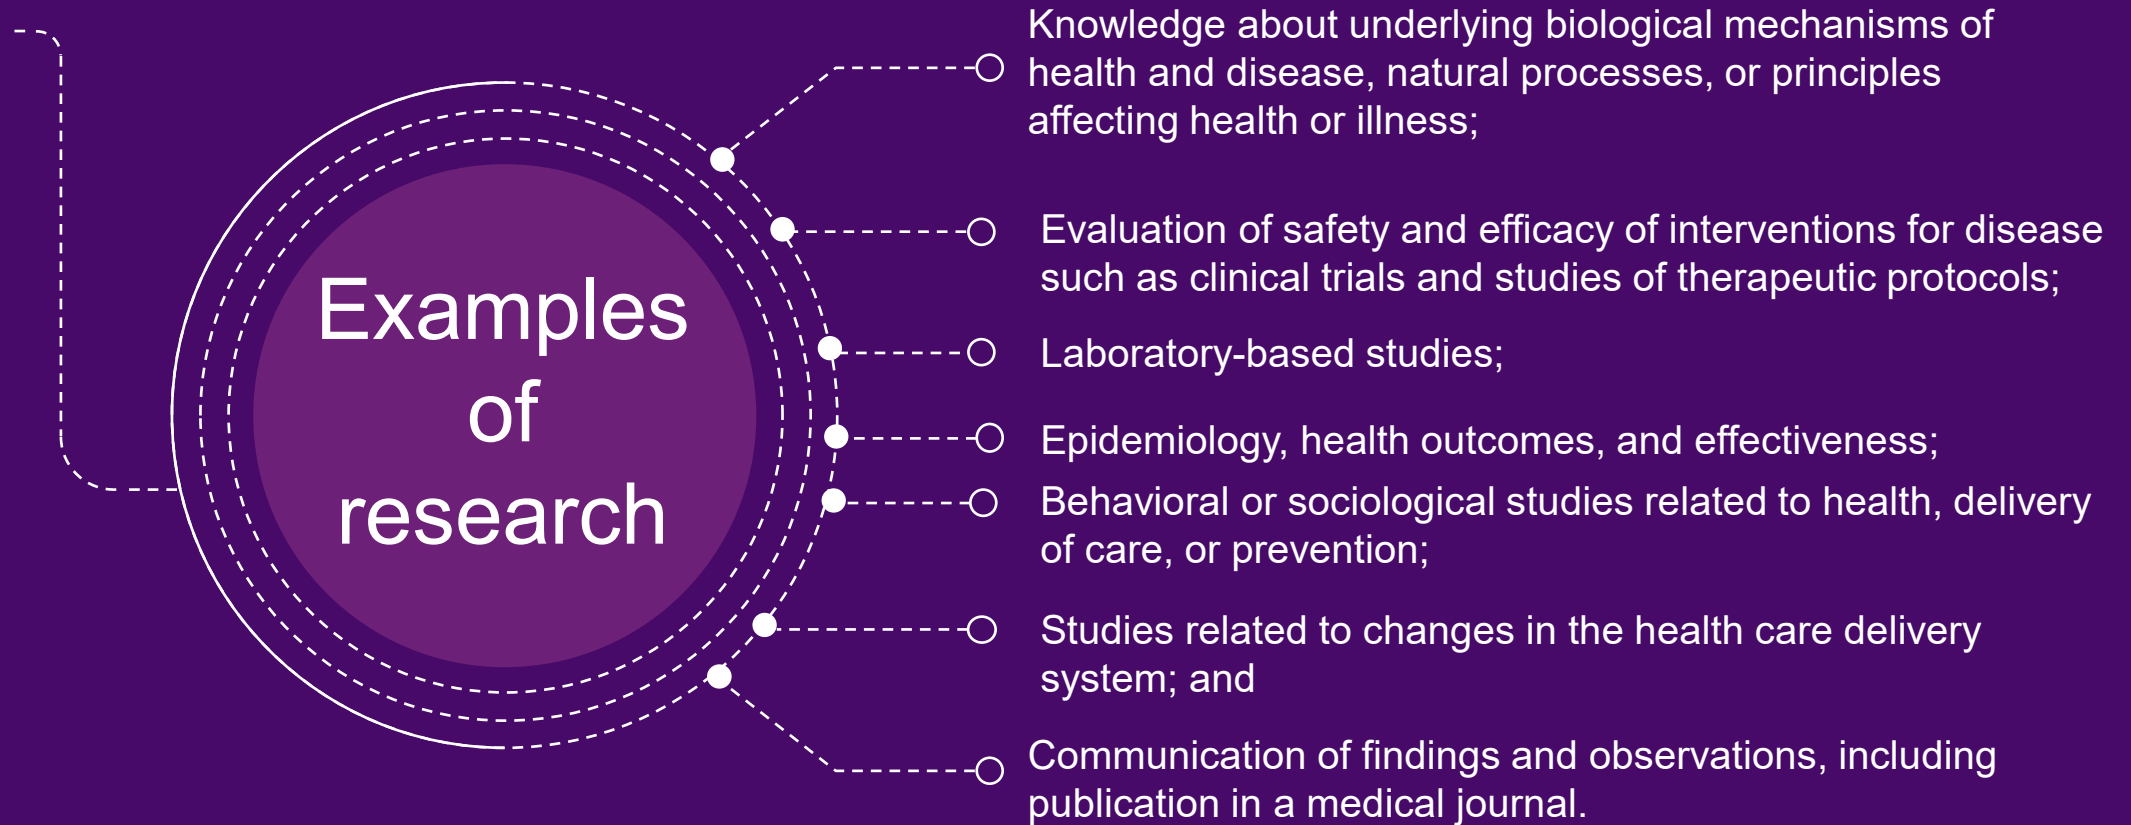 Examples
of
research
Knowledge about underlying biological mechanisms of
health and disease, natural processes, or principles
affecting health or illness;
Evaluation of safety and efficacy of interventions for disease
such as clinical trials and studies of therapeutic protocols;
Laboratory-based studies;
Epidemiology, health outcomes, and effectiveness;
Behavioral or sociological studies related to health, delivery
of care, or prevention;
Studies related to changes in the health care delivery
system; and
Communication of findings and observations, including
publication in a medical journal.